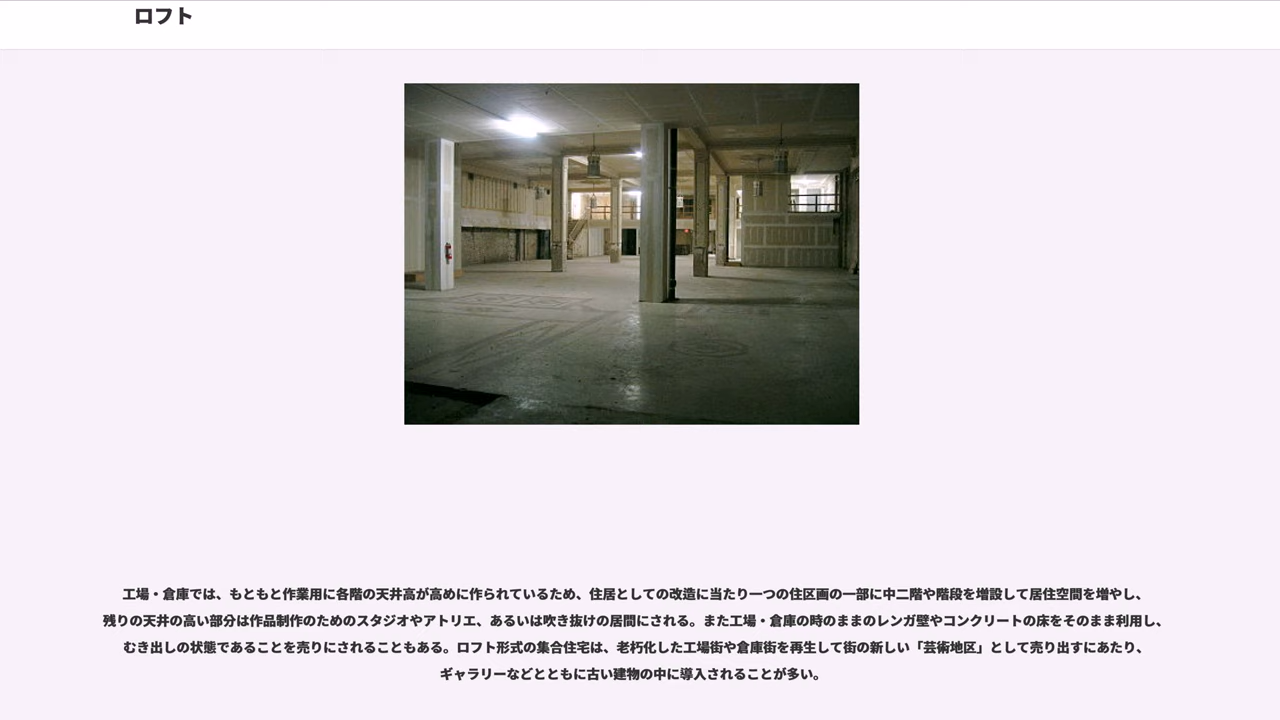 ロフト
工場・倉庫では、もともと作業用に各階の天井高が高めに作られているため、住居としての改造に当たり一つの住区画の一部に中二階や階段を増設して居住空間を増やし、
残りの天井の高い部分は作品制作のためのスタジオやアトリエ、あるいは吹き抜けの居間にされる。また工場・倉庫の時のままのレンガ壁やコンクリートの床をそのまま利用し、
むき出しの状態であることを売りにされることもある。ロフト形式の集合住宅は、老朽化した工場街や倉庫街を再生して街の新しい「芸術地区」として売り出すにあたり、
ギャラリーなどとともに古い建物の中に導入されることが多い。